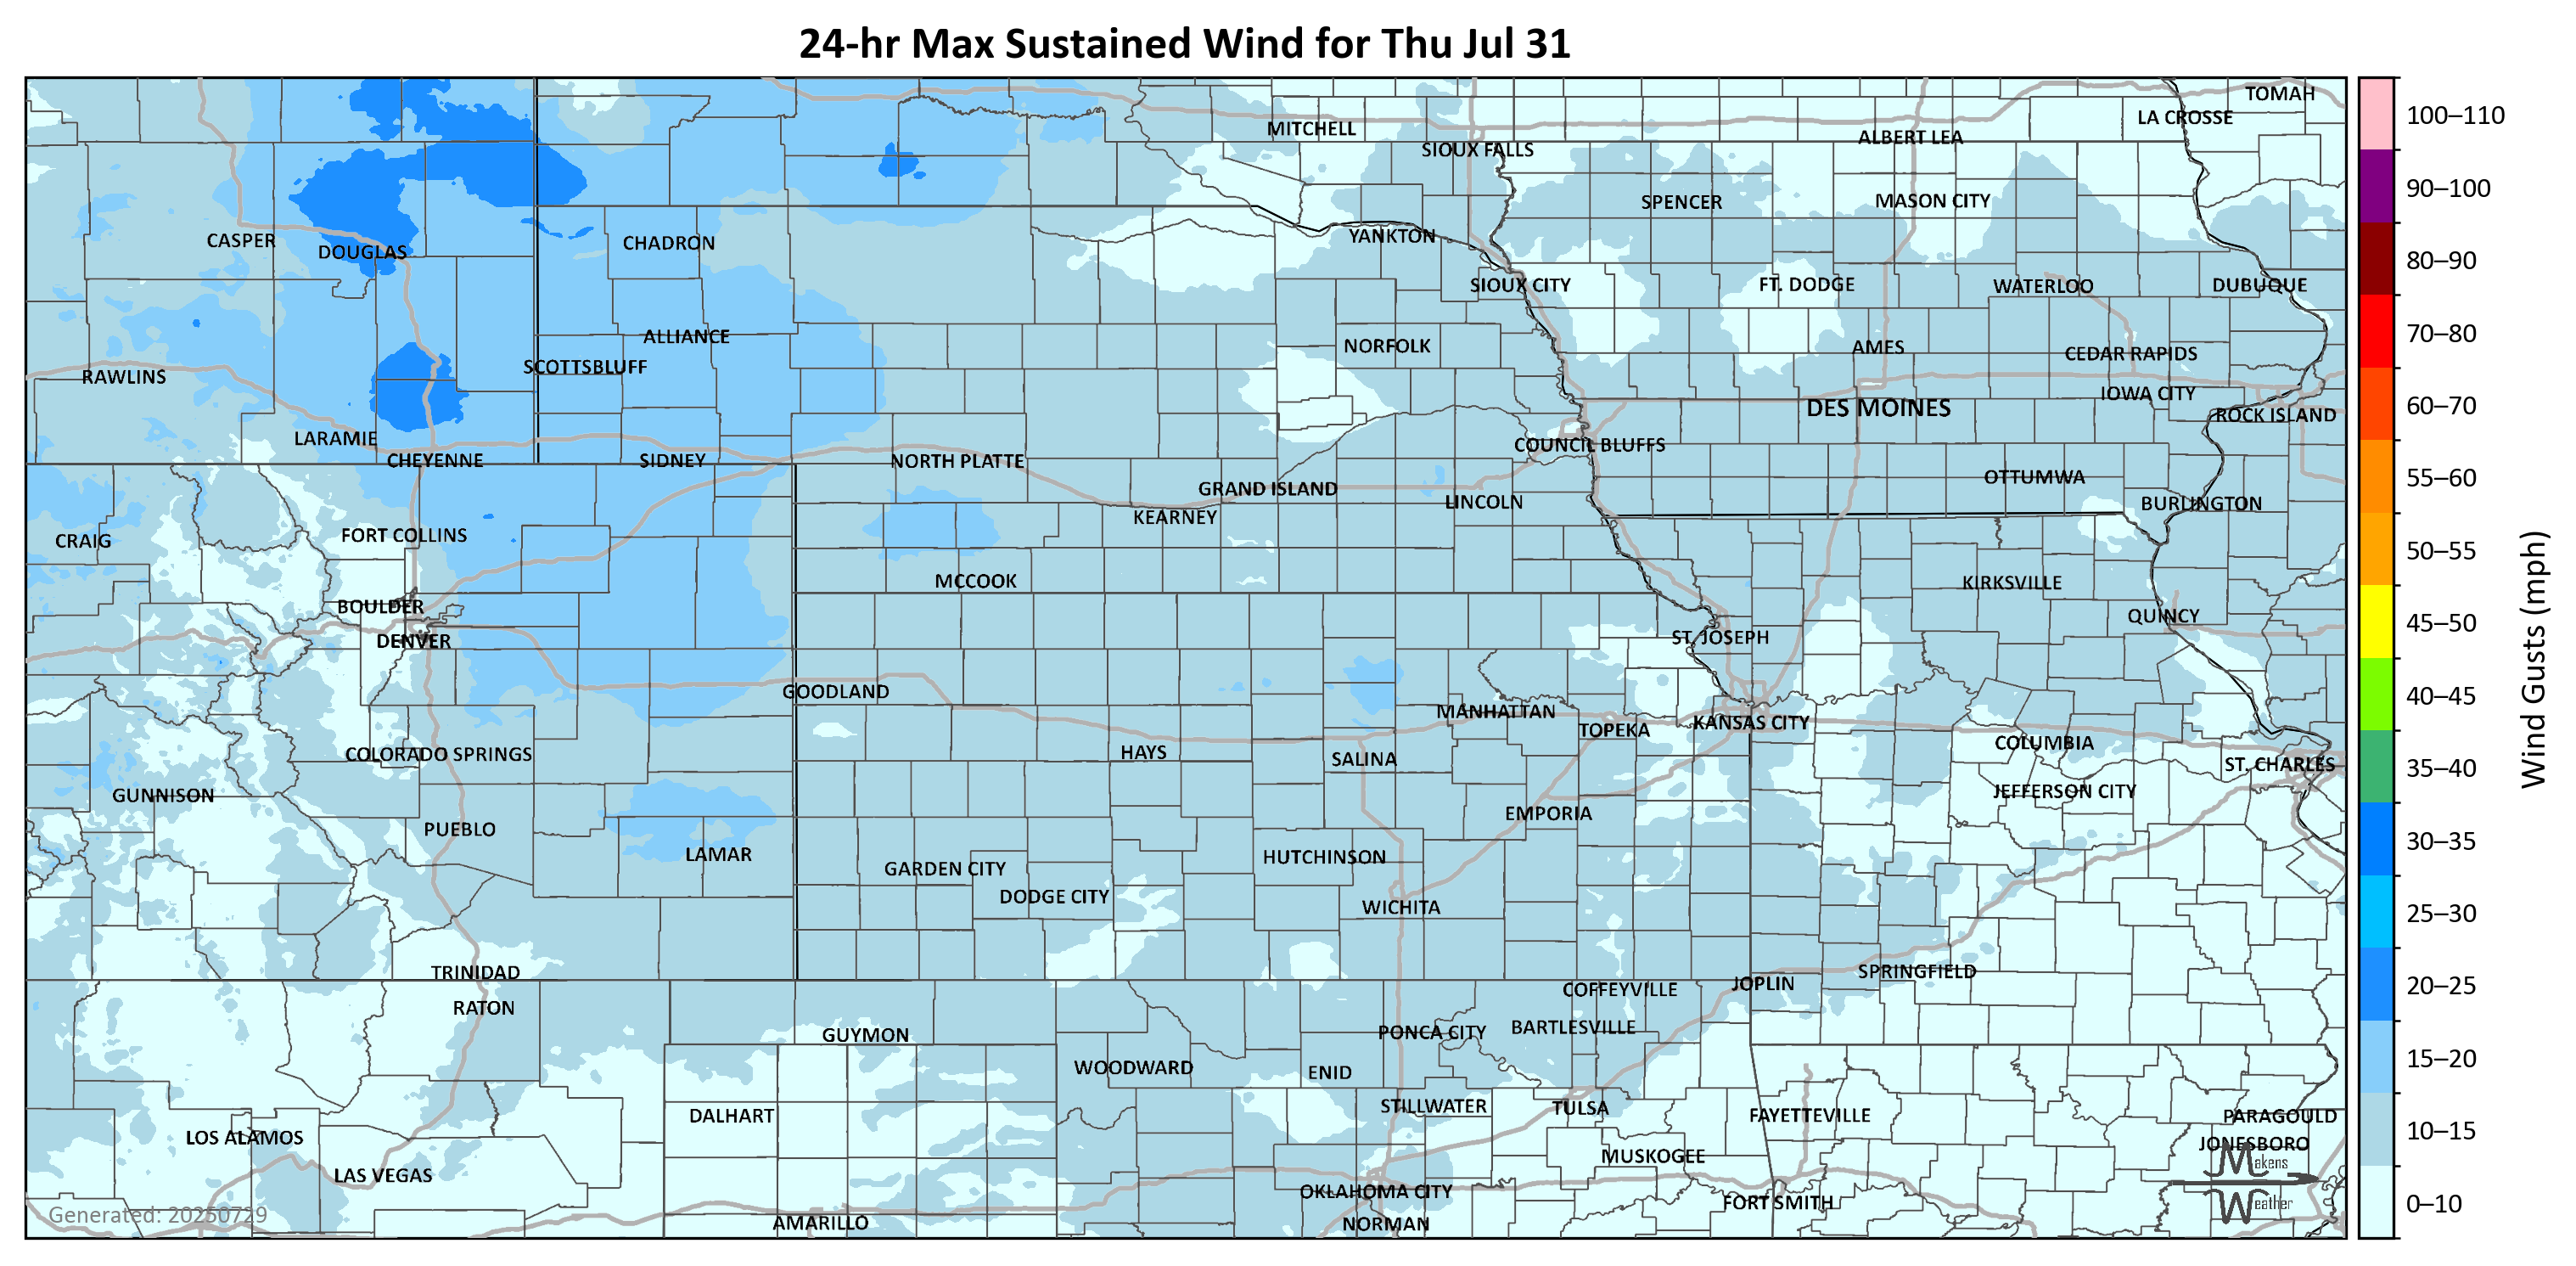 24-hr Max Sustained Wind for Thu Jul 31
TOMAH
LA CROSSE
MITCHELL
ALBERT LEA
SIOUX FALLS
SPENCER
MASON CITY
CASPER
DOUGLAS
CHADRON
YANKTON
SIOUX CITY
FT. DODGE
WATERLOO
DUBUQUE
ALLIANCE
NORFOLK
AMES
CEDAR RAPIDS
SCOTTSBLUFF
RAWLINS
IOWA CITY
DES MOINES
ROCK ISLAND
LARAMIE
COUNCIL BLUFFS
CHEYENNE
SIDNEY
NORTH PLATTE
OTTUMWA
GRAND ISLAND
LINCOLN
BURLINGTON
KEARNEY
FORT COLLINS
CRAIG
MCCOOK
KIRKSVILLE
BOULDER
QUINCY
DENVER
ST. JOSEPH
GOODLAND
MANHATTAN
KANSAS CITY
TOPEKA
COLUMBIA
COLORADO SPRINGS
HAYS
SALINA
ST. CHARLES
JEFFERSON CITY
GUNNISON
EMPORIA
PUEBLO
LAMAR
HUTCHINSON
GARDEN CITY
DODGE CITY
WICHITA
TRINIDAD
SPRINGFIELD
JOPLIN
COFFEYVILLE
RATON
GUYMON
PONCA CITY
BARTLESVILLE
WOODWARD
ENID
STILLWATER
TULSA
DALHART
FAYETTEVILLE
PARAGOULD
LOS ALAMOS
JONESBORO
MUSKOGEE
LAS VEGAS
OKLAHOMA CITY
FORT SMITH
AMARILLO
NORMAN
Generated: 20250729
Makens
Weather
100–110
90–100
80–90
70–80
60–70
55–60
50–55
45–50
40–45
35–40
30–35
25–30
20–25
15–20
10–15
0–10
Wind Gusts (mph)